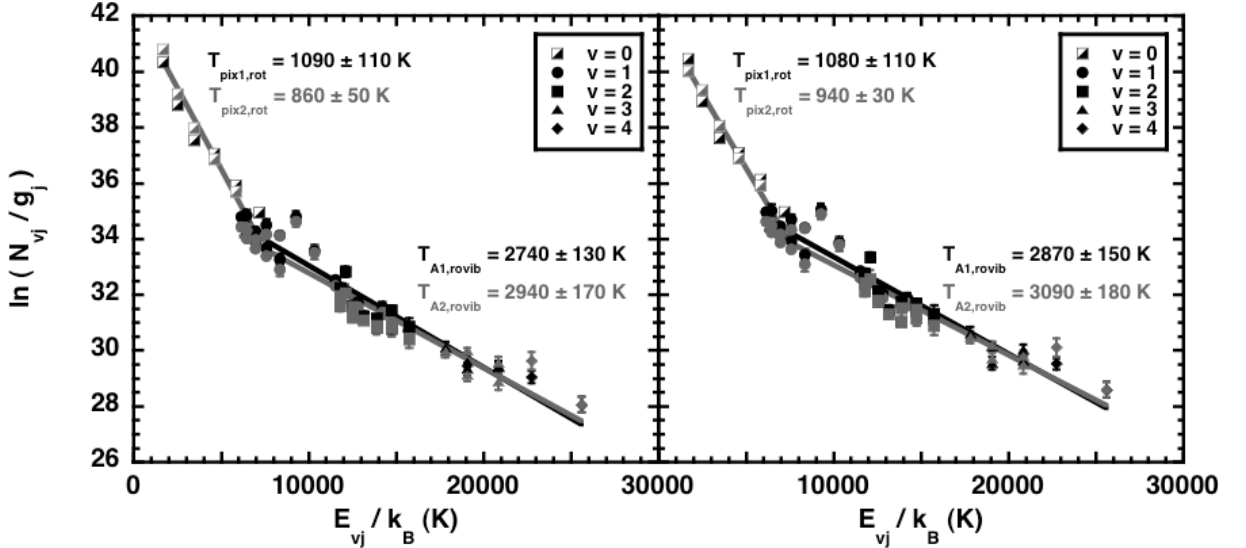 42
40
38
36
34
32
30
28
26
ln ( N_vj / g_j )
T_pix1,rot = 1090 ± 110 K
T_pix2,rot = 860 ± 50 K
v = 0
v = 1
v = 2
v = 3
v = 4
T_A1,rovib = 2740 ± 130 K
T_A2,rovib = 2940 ± 170 K
T_pix1,rot = 1080 ± 110 K
T_pix2,rot = 940 ± 30 K
v = 0
v = 1
v = 2
v = 3
v = 4
T_A1,rovib = 2870 ± 150 K
T_A2,rovib = 3090 ± 180 K
0 10000 20000 30000 0 10000 20000 30000
E_vj / k_B (K)
E_vj / k_B (K)